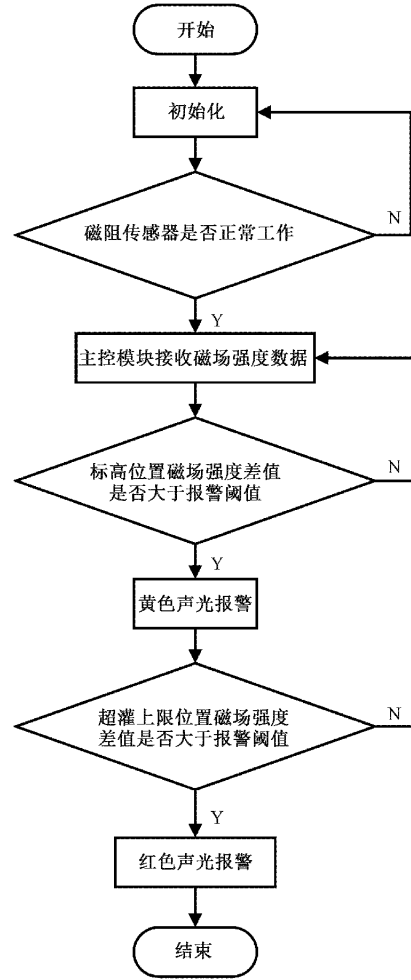 开始
初始化
磁阻传感器是否正常工作
N
Y
主控模块接收磁场强度数据
标高位置磁场强度差值
是否大于报警阈值
N
Y
黄色声光报警
超灌上限位置磁场强度
差值是否大于报警阈值
N
Y
红色声光报警
结束